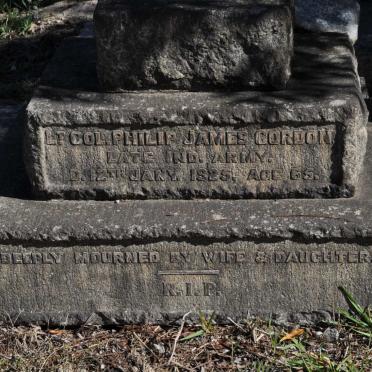 LT COL. PHILIP JAMES GORDON
LATE IND. ARMY.
D. 12TH JANY. 1925. AGE 65.
DEEPLY MOURNED BY WIFE & DAUGHTER.
R.I.P.